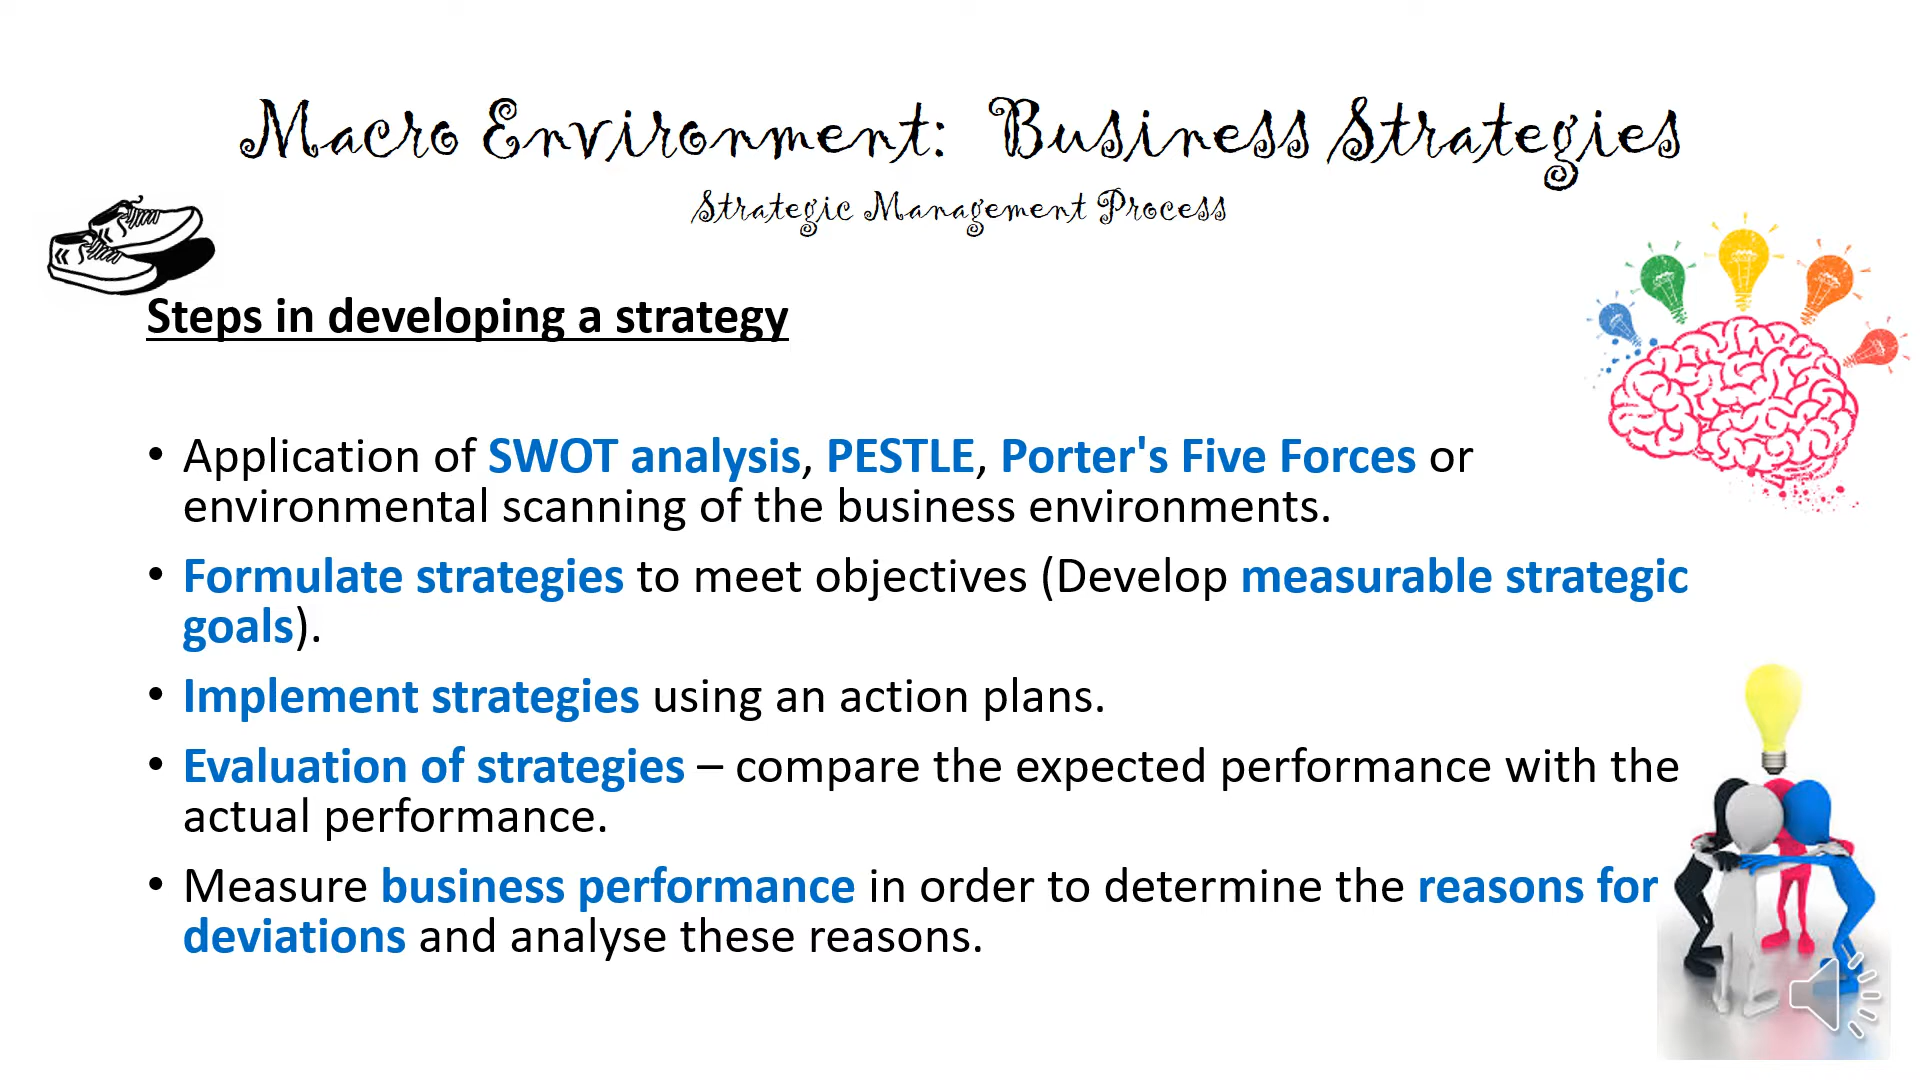 Macro Environment: Business Strategies
Strategic Management Process
Steps in developing a strategy
• Application of SWOT analysis, PESTLE, Porter's Five Forces or
environmental scanning of the business environments.
• Formulate strategies to meet objectives (Develop measurable strategic
goals).
• Implement strategies using an action plans.
• Evaluation of strategies – compare the expected performance with the
actual performance.
• Measure business performance in order to determine the reasons for
deviations and analyse these reasons.